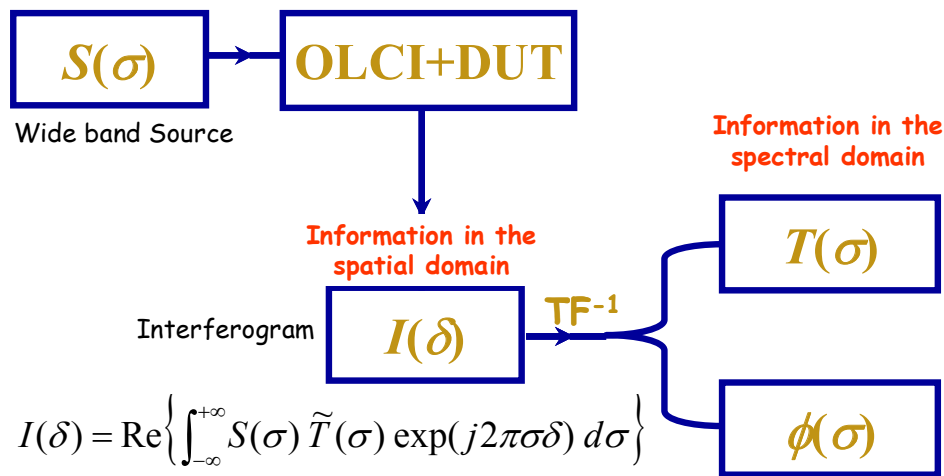 S(σ)
OLCI+DUT
Wide band Source
Information in the
spectral domain
T(σ)
Information in the
spatial domain
Interferogram
I(δ)
TF⁻¹
ϕ(σ)
I(δ) = Re{∫_{-∞}^{+∞} S(σ) T̃(σ) exp(j2πσδ) dσ}